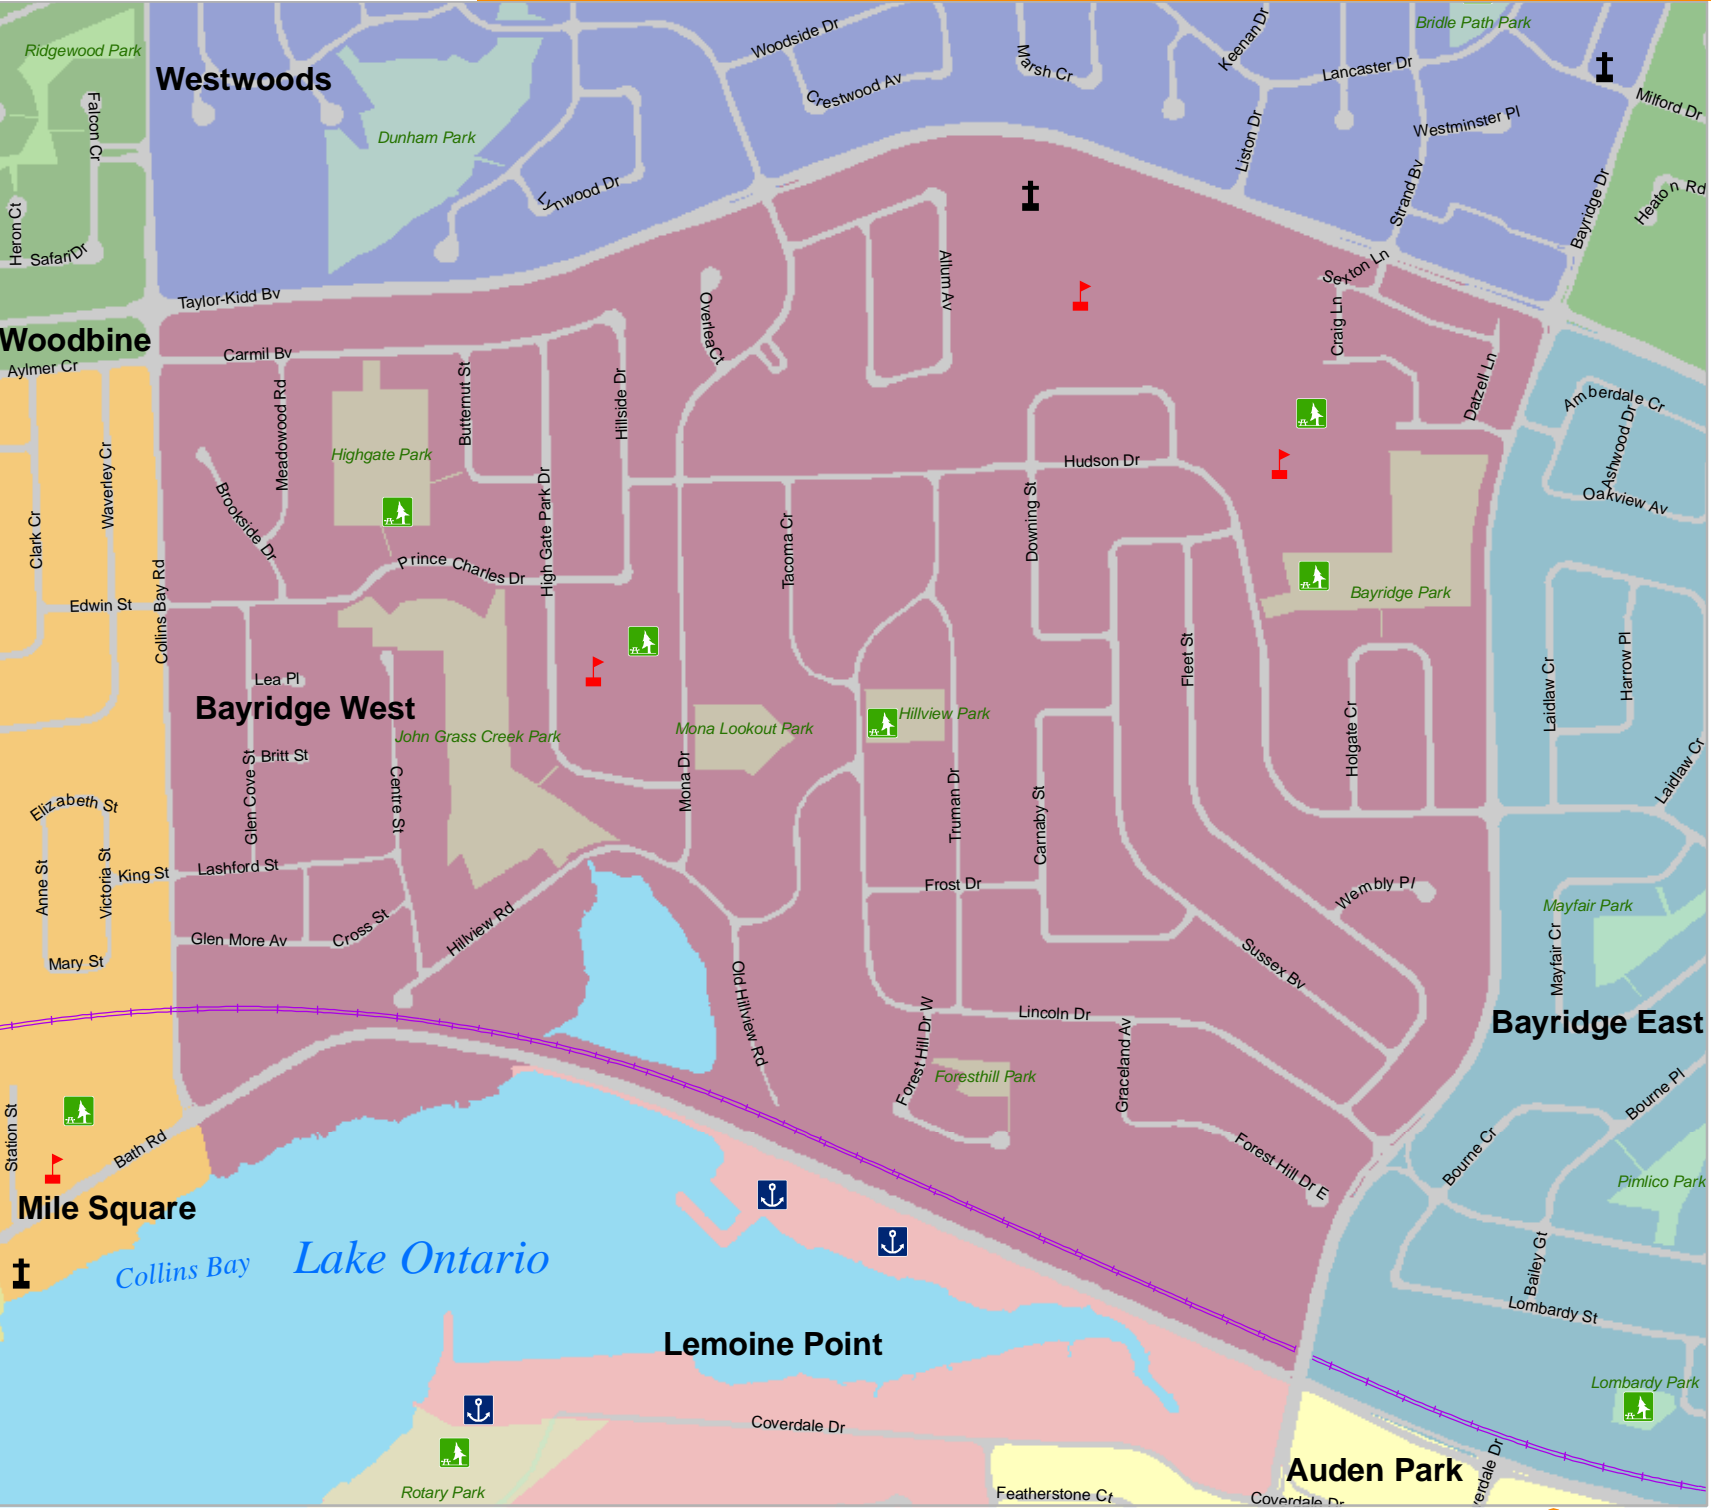 Ridgewood Park
Westwoods
Dunham Park
Woodside Dr
Crestwood Av
Marsh Cr
Keenan Dr
Lancaster Dr
Bridle Path Park
Milford Dr
Westminster Pl
Liston Dr
Strand Bv
Bayridge Dr
Heaton Rd
Falcon Cr
Heron Ct
Safari Dr
Lynwood Dr
Taylor-Kidd Bv
Woodbine
Aylmer Cr
Carmil Bv
Overlea Ct
Allum Av
Sexton Ln
Craig Ln
Datzell Ln
Amberdale Cr
Ashwood Dr
Oakview Av
Meadowood Rd
Butternut St
Hillside Dr
Highgate Park
Waverley Cr
Clark Cr
Brookside Dr
High Gate Park Dr
Prince Charles Dr
Hudson Dr
Downing St
Tacoma Cr
Edwin St
Collins Bay Rd
Bayridge Park
Fleet St
Laidlaw Cr
Harrow Pl
Laidlaw Cr
Lea Pl
Bayridge West
John Grass Creek Park
Mona Lookout Park
Hillview Park
Holgate Cr
Britt St
Glen Cove St
Centre St
Mona Dr
Truman Dr
Carnaby St
Elizabeth St
Anne St
Victoria St
King St
Lashford St
Frost Dr
Wembly Pl
Mayfair Park
Mayfair Cr
Glen More Av
Cross St
Hillview Rd
Mary St
Old Hillview Rd
Sussex Bv
Forest Hill Dr W
Lincoln Dr
Graceland Av
Bayridge East
Foresthill Park
Station St
Bath Rd
Forest Hill Dr E
Bourne Cr
Bourne Pl
Pimlico Park
Mile Square
Collins Bay
Lake Ontario
Bailey Gt
Lombardy St
Lemoine Point
Lombardy Park
Coverdale Dr
Rotary Park
Featherstone Ct
Auden Park
Coverdale Dr
verdale Dr